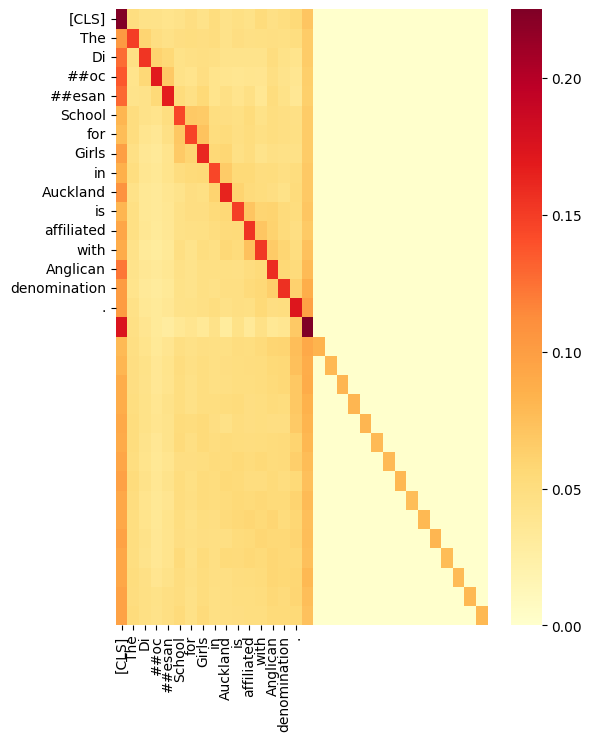 [CLS]
The
Di
##oc
##esan
School
for
Girls
in
Auckland
is
affiliated
with
Anglican
denomination
.
0.20
0.15
0.10
0.05
0.00
[CLS]
The
Di
##oc
##esan
School
for
Girls
in
Auckland
is
affiliated
with
Anglican
denomination
.